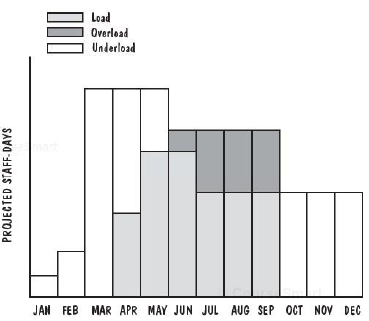 Load
Overload
Underload
PROJECTED STAFF-DAYS
JAN FEB MAR APR MAY JUN JUL AUG SEP OCT NOV DEC